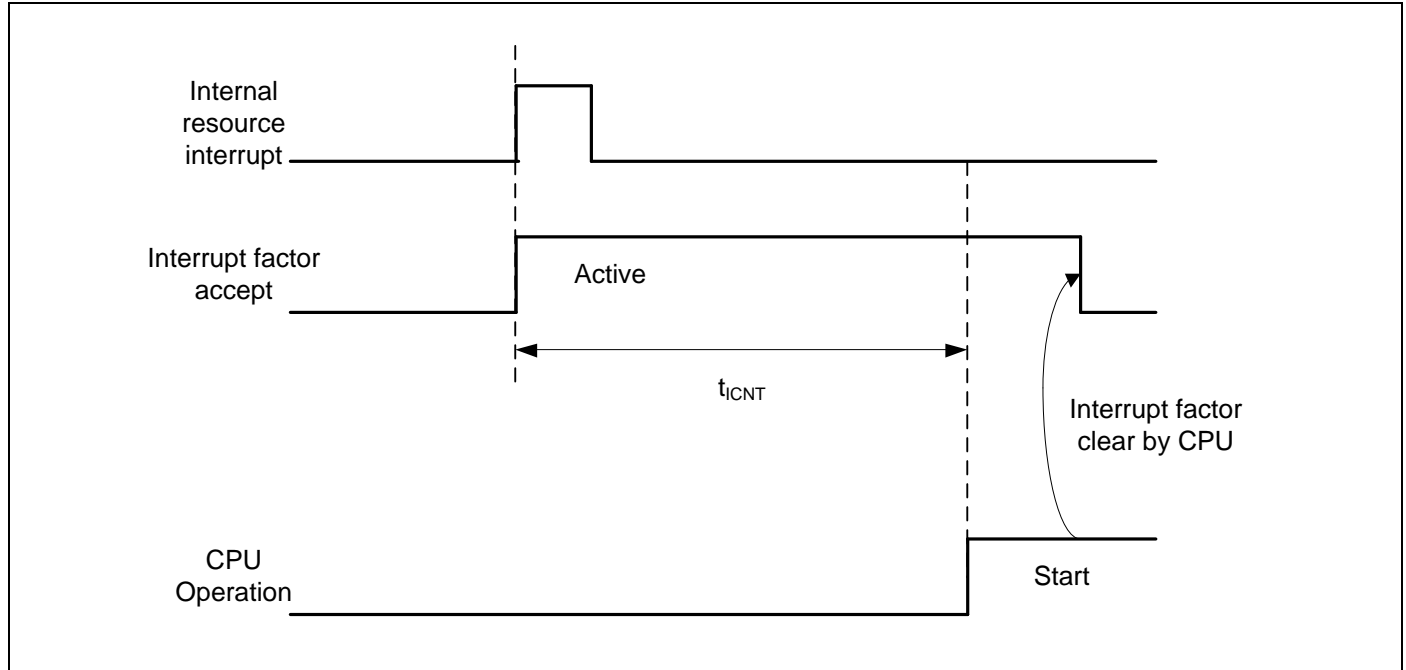 Internal
resource
interrupt
Interrupt factor
accept
Active
tICNT
Interrupt factor
clear by CPU
CPU
Operation
Start